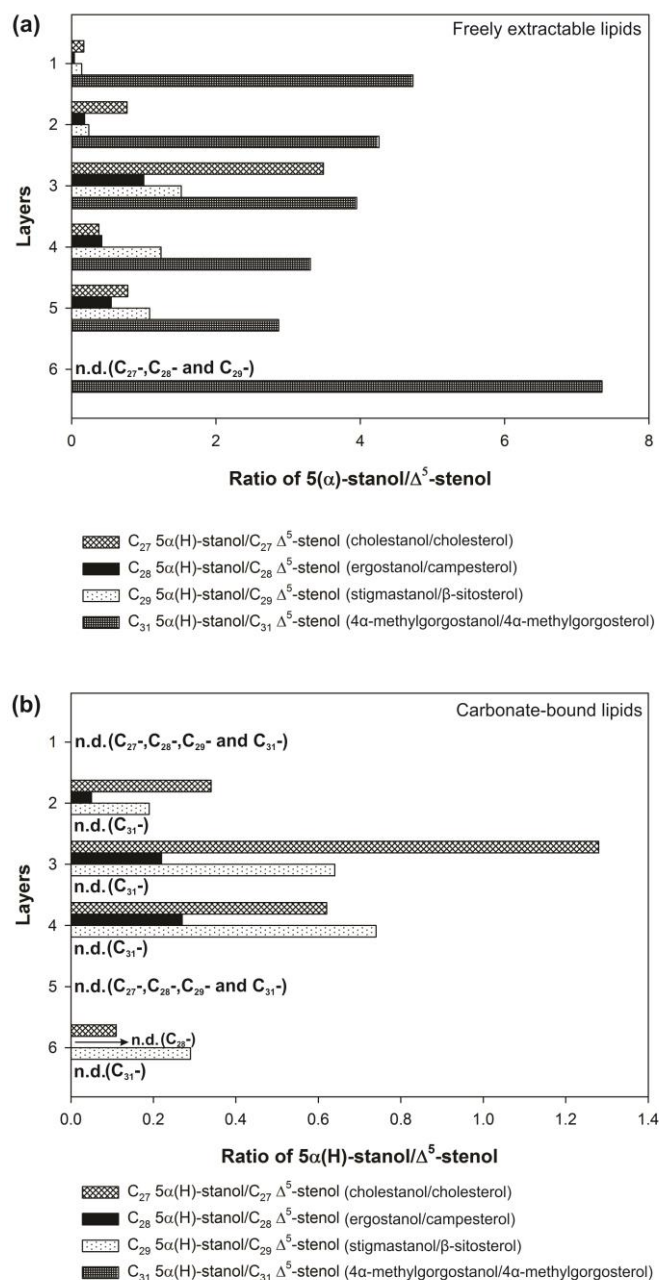 (a)
Freely extractable lipids
Layers
1
2
3
4
5
6
n.d.(C₂₇-,C₂₈- and C₂₉-)
0 2 4 6 8
Ratio of 5(α)-stanol/Δ⁵-stenol
C₂₇ 5α(H)-stanol/C₂₇ Δ⁵-stenol (cholestanol/cholesterol)
C₂₈ 5α(H)-stanol/C₂₈ Δ⁵-stenol (ergostanol/campesterol)
C₂₉ 5α(H)-stanol/C₂₉ Δ⁵-stenol (stigmastanol/β-sitosterol)
C₃₁ 5α(H)-stanol/C₃₁ Δ⁵-stenol (4α-methylgorgostanol/4α-methylgorgosterol)
(b)
Carbonate-bound lipids
Layers
1 n.d.(C₂₇-,C₂₈-,C₂₉- and C₃₁-)
2
n.d.(C₃₁-)
3
n.d.(C₃₁-)
4
n.d.(C₃₁-)
5 n.d.(C₂₇-,C₂₈-,C₂₉- and C₃₁-)
n.d.(C₂₈-)
6
n.d.(C₃₁-)
0.0 0.2 0.4 0.6 0.8 1.0 1.2 1.4
Ratio of 5α(H)-stanol/Δ⁵-stenol
C₂₇ 5α(H)-stanol/C₂₇ Δ⁵-stenol (cholestanol/cholesterol)
C₂₈ 5α(H)-stanol/C₂₈ Δ⁵-stenol (ergostanol/campesterol)
C₂₉ 5α(H)-stanol/C₂₉ Δ⁵-stenol (stigmastanol/β-sitosterol)
C₃₁ 5α(H)-stanol/C₃₁ Δ⁵-stenol (4α-methylgorgostanol/4α-methylgorgosterol)